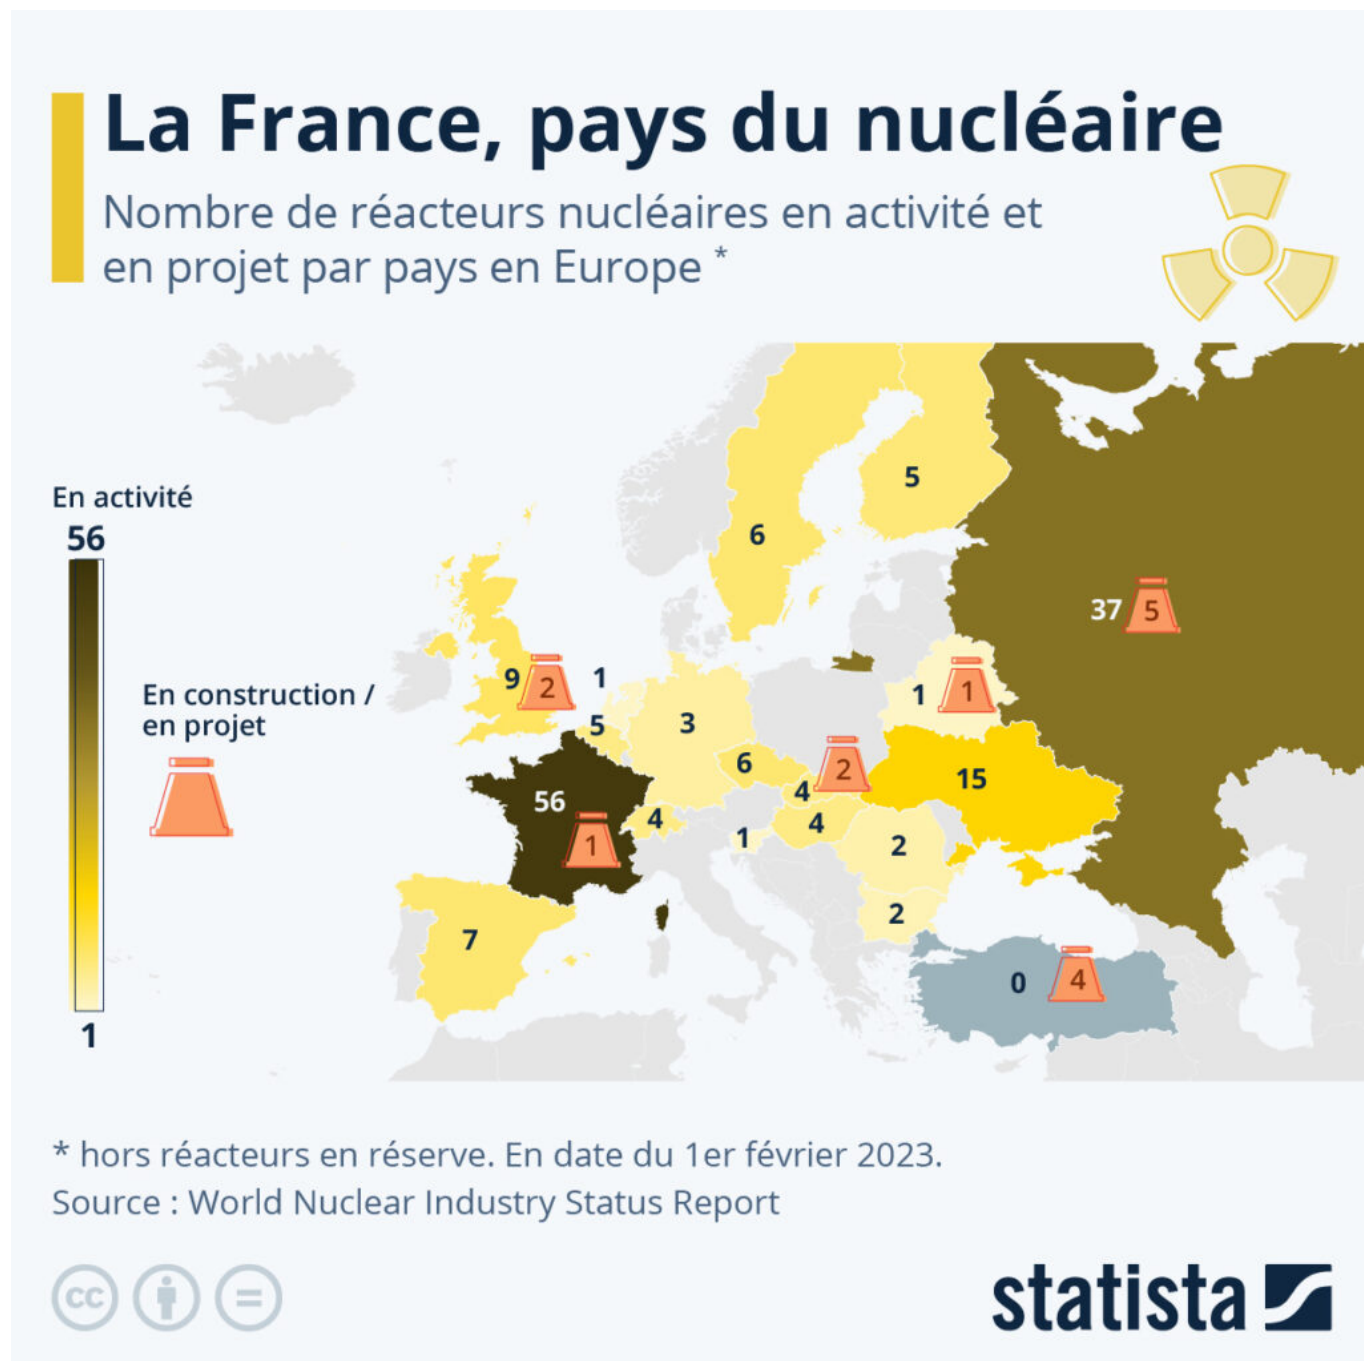 La France, pays du nucléaire
Nombre de réacteurs nucléaires en activité et
en projet par pays en Europe *
En activité
56
En construction /
en projet
1
5
6
37 5
9 2
1
1 1
5
3
6
2
15
4
56
4
4
1
1
2
7
2
0 4
* hors réacteurs en réserve. En date du 1er février 2023.
Source : World Nuclear Industry Status Report
cc
statista